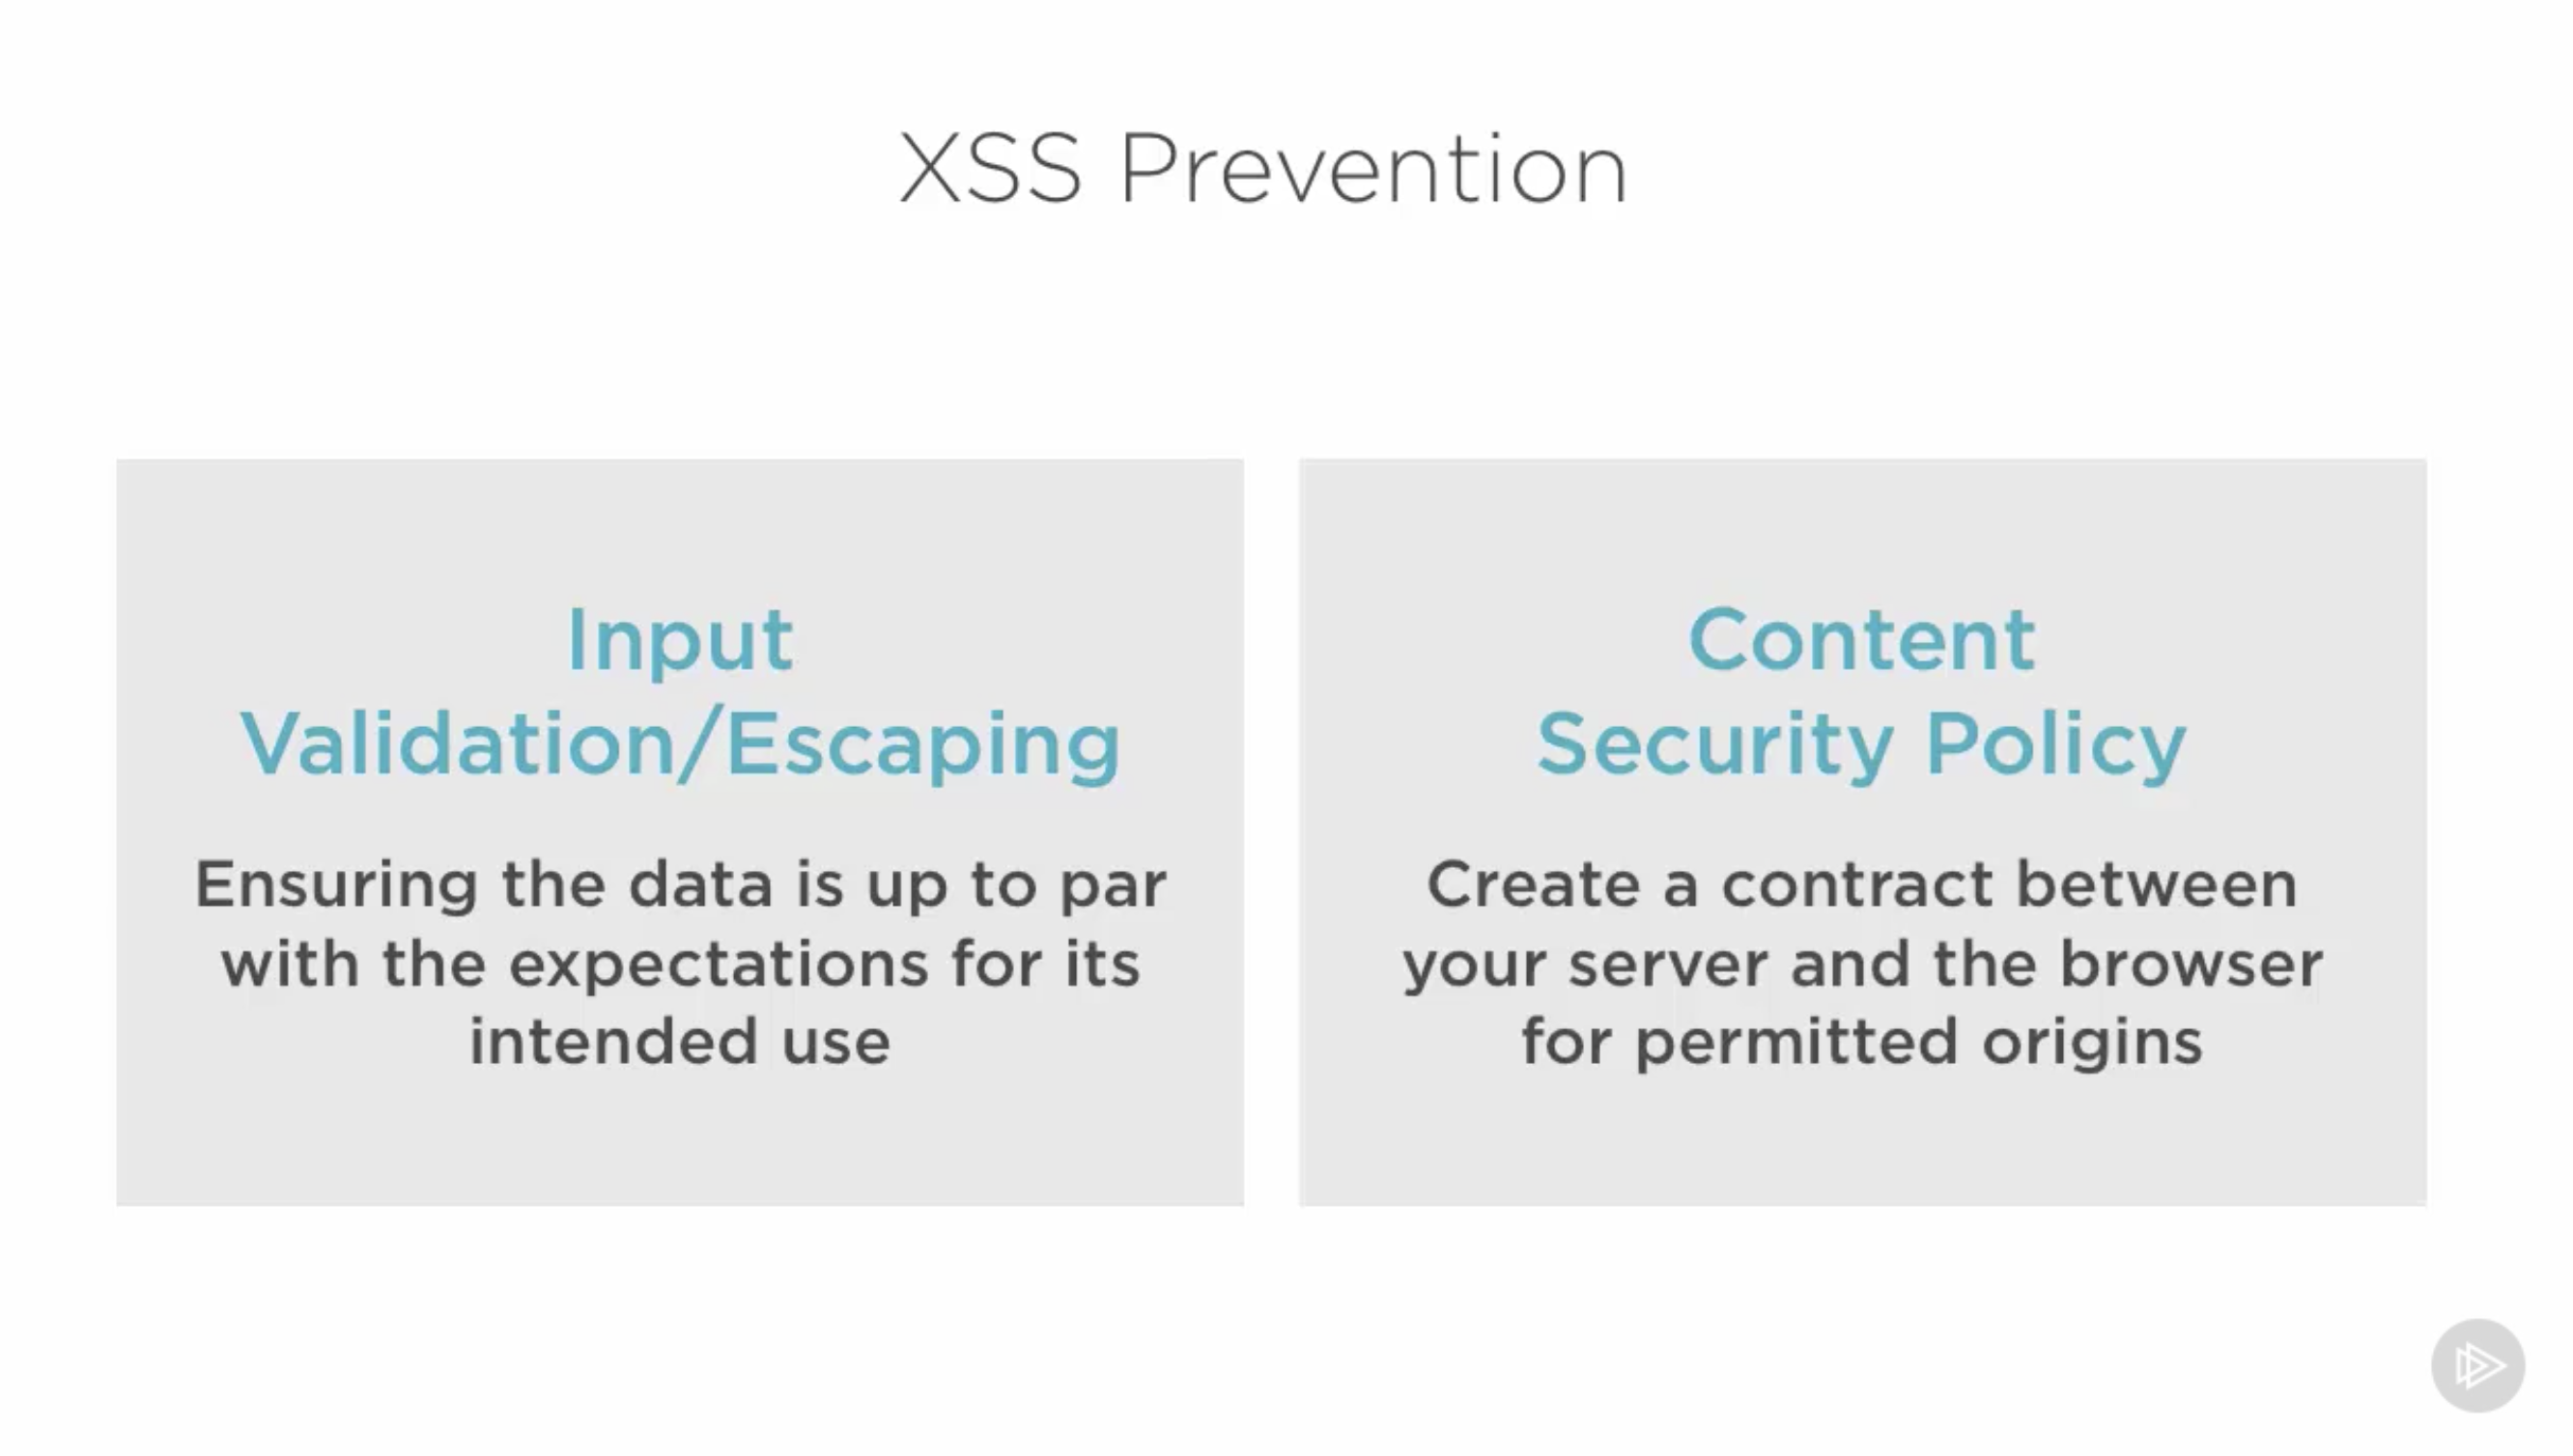 XSS Prevention
Input
Validation/Escaping
Ensuring the data is up to par
with the expectations for its
intended use
Content
Security Policy
Create a contract between
your server and the browser
for permitted origins